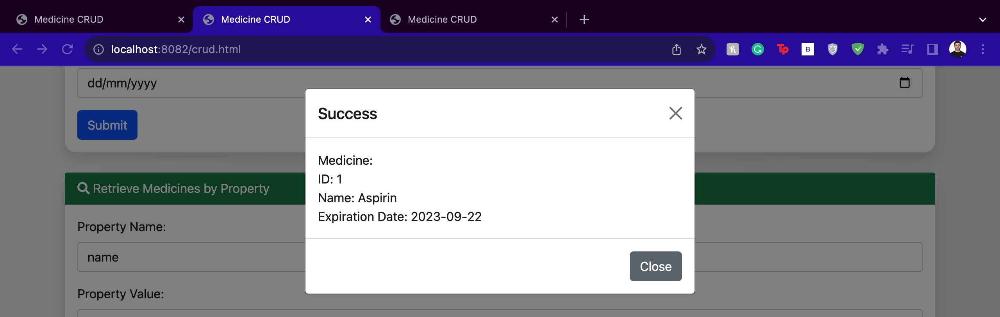 Medicine CRUD
Medicine CRUD
Medicine CRUD
localhost:8082/crud.html
Tp
B
dd/mm/yyyy
Submit
Success
Medicine:
ID: 1
Name: Aspirin
Expiration Date: 2023-09-22
Close
Retrieve Medicines by Property
Property Name:
name
Property Value: